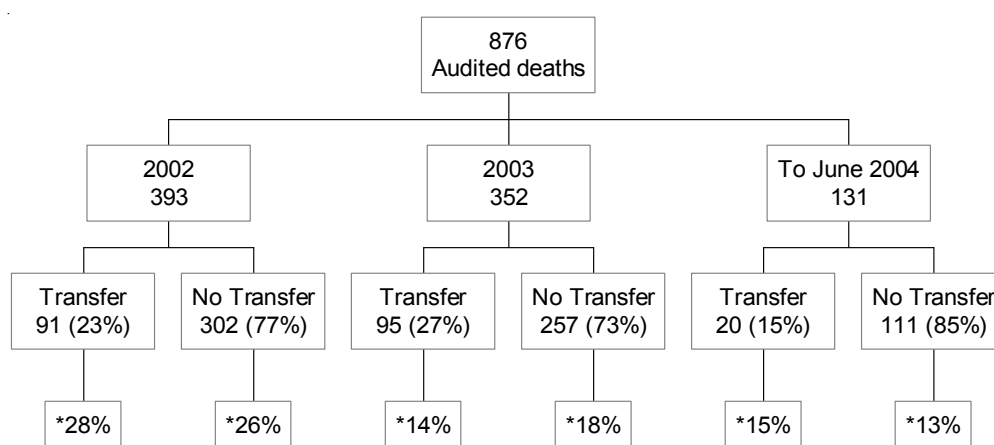 876
Audited deaths
2002
393
2003
352
To June 2004
131
Transfer
91 (23%)
No Transfer
302 (77%)
Transfer
95 (27%)
No Transfer
257 (73%)
Transfer
20 (15%)
No Transfer
111 (85%)
*28%
*26%
*14%
*18%
*15%
*13%